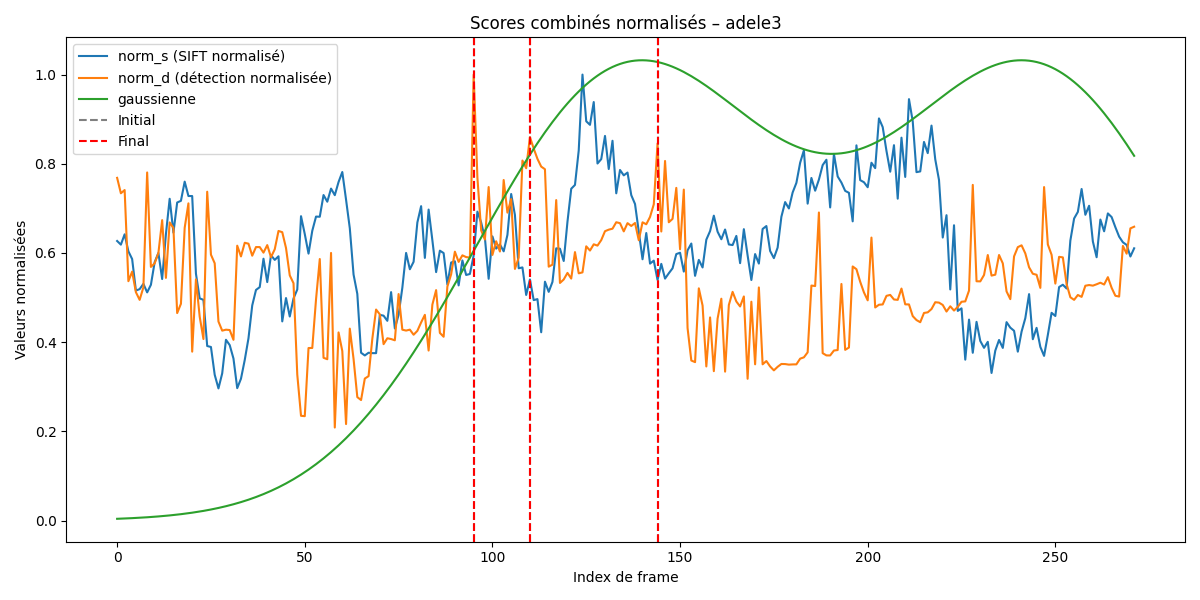 Scores combinés normalisés – adele3
norm_s (SIFT normalisé)
norm_d (détection normalisée)
gaussienne
Initial
Final
Valeurs normalisées
1.0
0.8
0.6
0.4
0.2
0.0
0 50 100 150 200 250
Index de frame